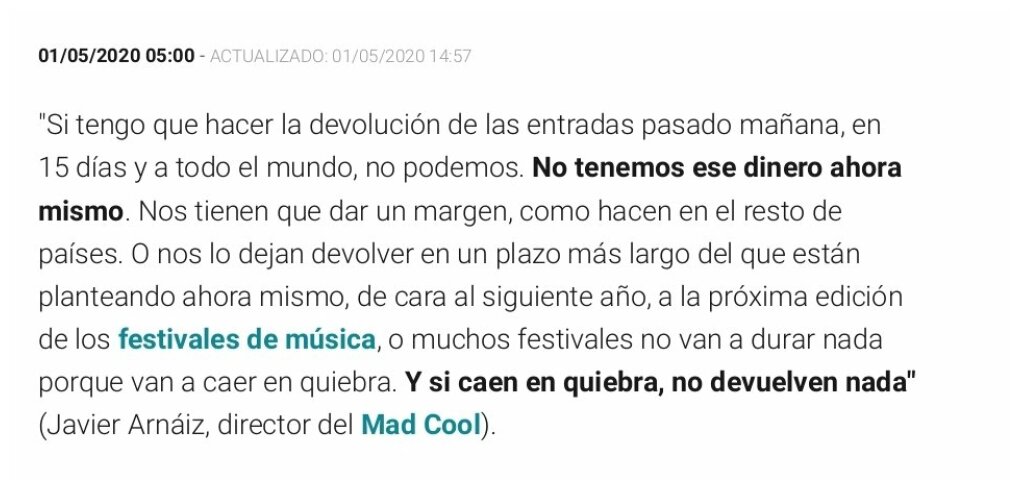 01/05/2020 05:00 - ACTUALIZADO: 01/05/2020 14:57
"Si tengo que hacer la devolución de las entradas pasado mañana, en
15 días y a todo el mundo, no podemos. No tenemos ese dinero ahora
mismo. Nos tienen que dar un margen, como hacen en el resto de
países. O nos lo dejan devolver en un plazo más largo del que están
planteando ahora mismo, de cara al siguiente año, a la próxima edición
de los festivales de música, o muchos festivales no van a durar nada
porque van a caer en quiebra. Y si caen en quiebra, no devuelven nada"
(Javier Arnáiz, director del Mad Cool).